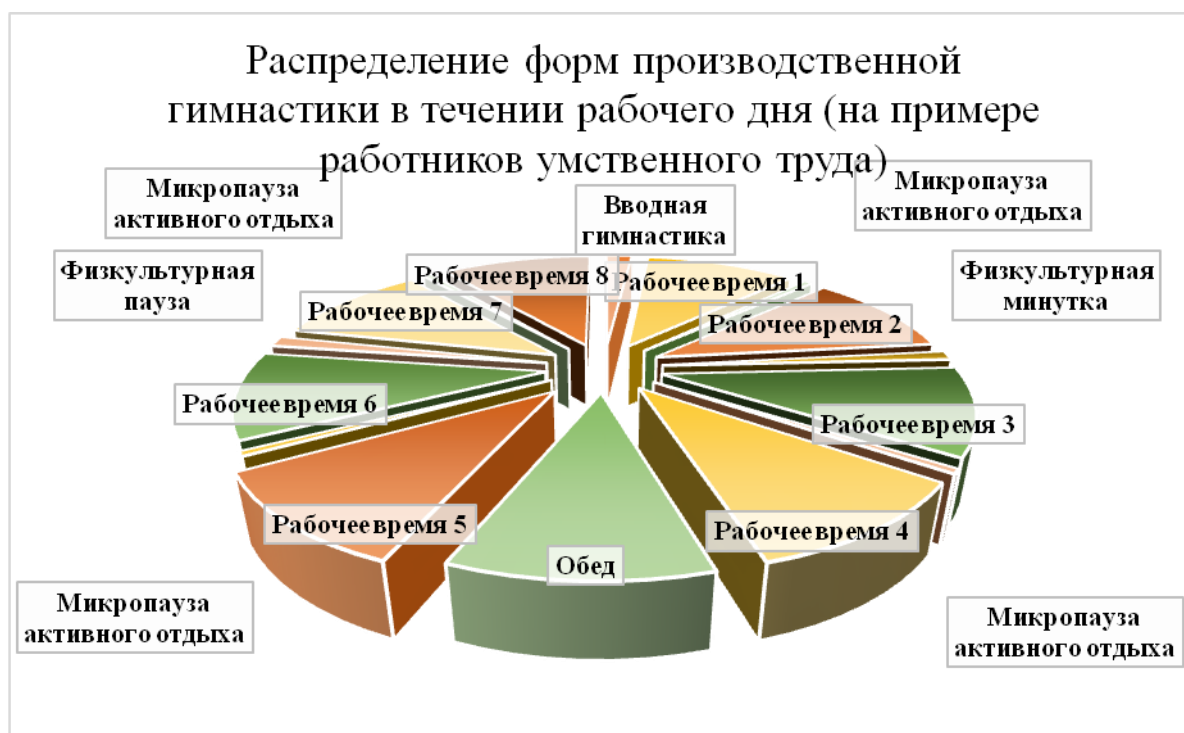 Распределение форм производственной
гимнастики в течении рабочего дня (на примере
работников умственного труда)
Микропауза
активного отдыха
Вводная
гимнастика
Микропауза
активного отдыха
Физкультурная
пауза
Рабочее время 8
Рабочее время 1
Физкультурная
минутка
Рабочее время 7
Рабочее время 2
Рабочее время 6
Рабочее время 3
Рабочее время 5
Рабочее время 4
Обед
Микропауза
активного отдыха
Микропауза
активного отдыха